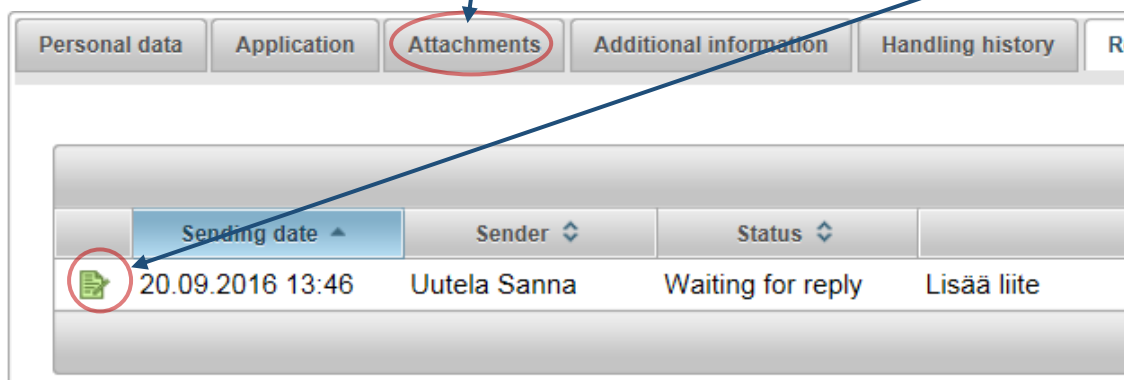 Personal data Application Attachments Additional information Handling history R
Sending date Sender Status
20.09.2016 13:46 Uutela Sanna Waiting for reply Lisää liite